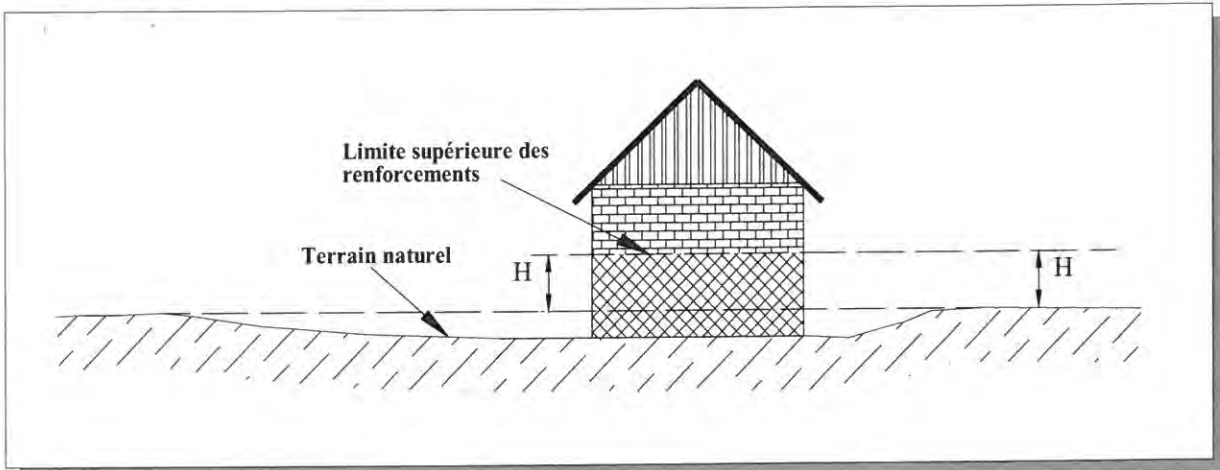 Limite supérieure des
renforcements
Terrain naturel
H
H